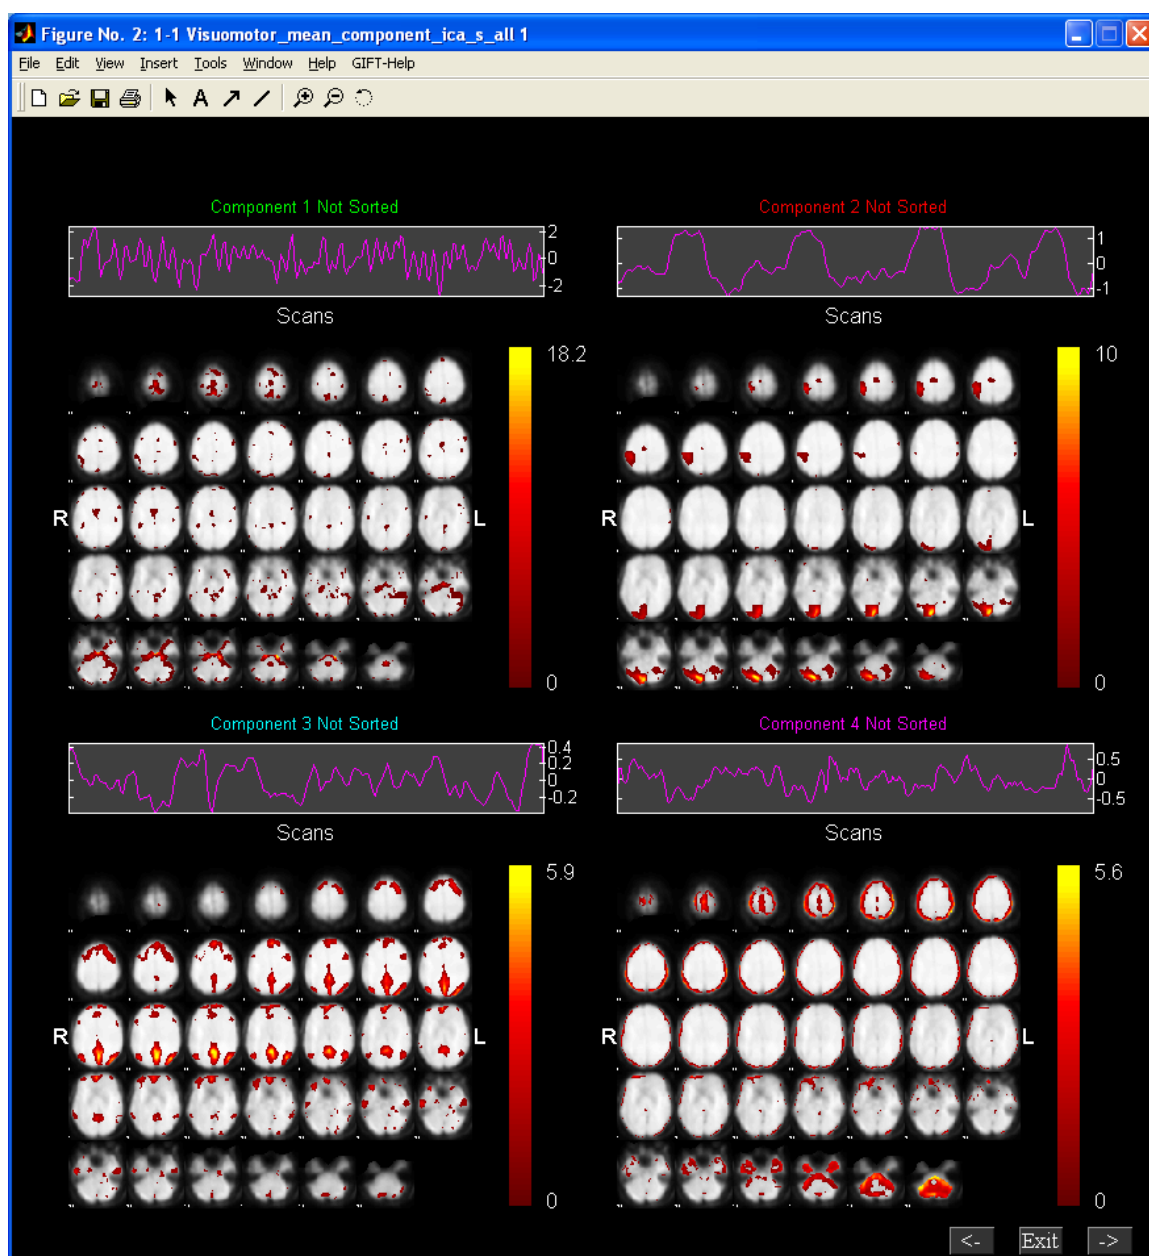 Figure No. 2: 1-1 Visuomotor_mean_component_ica_s_all 1
File Edit View Insert Tools Window Help GIFT-Help
A
Component 1 Not Sorted
2
0
-2
Scans
18.2
0
R
L
Component 2 Not Sorted
1
0
-1
Scans
10
0
R
L
Component 3 Not Sorted
0.4
0.2
0
-0.2
Scans
5.9
0
R
L
Component 4 Not Sorted
0.5
0
-0.5
Scans
5.6
0
R
L
<- Exit ->